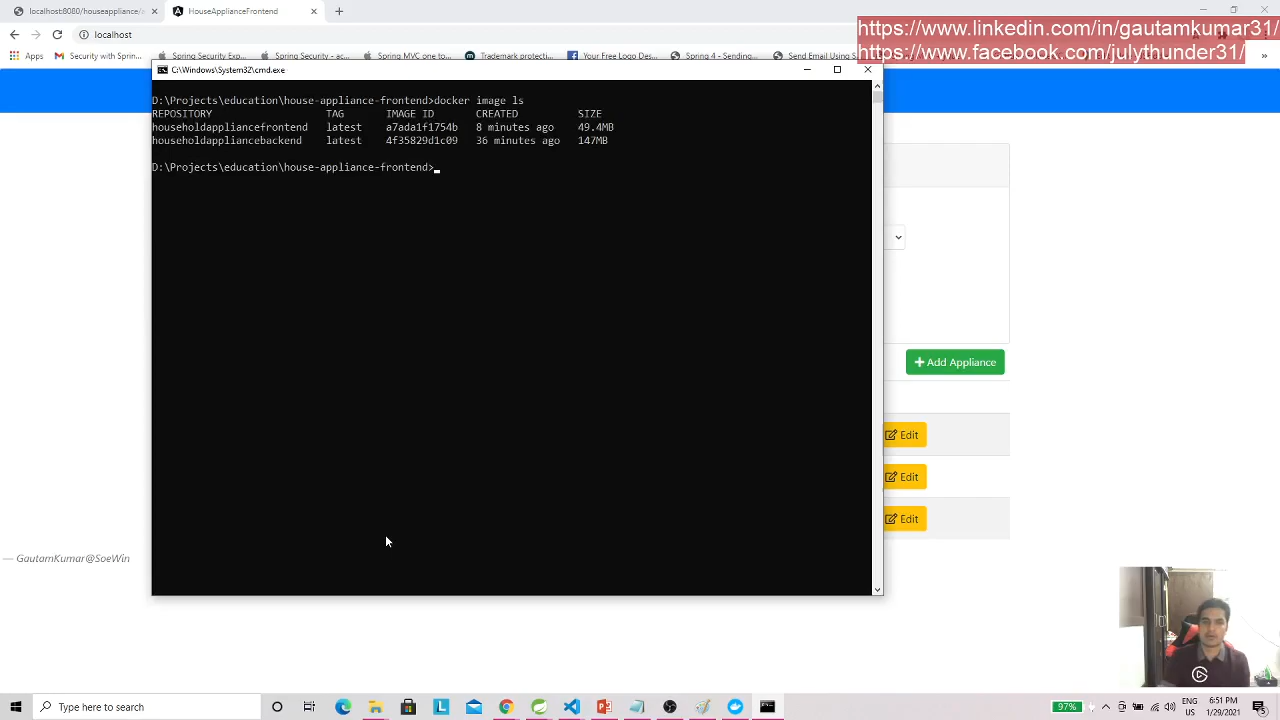 localhost:8080/houseappliance/ap
HouseApplianceFrontend
https://www.linkedin.com/in/gautamkumar31/
https://www.facebook.com/julythunder31/
localhost
Apps
Security with Spring...
Spring Security Exp...
Spring Security - ac...
Spring MVC one to...
Trademark protecti...
Your Free Logo Des...
Spring 4 - Sending...
Send Email Using S
»
C:\Windows\System32\cmd.exe
D:\Projects\education\house-appliance-frontend>docker image ls
REPOSITORY TAG IMAGE ID CREATED SIZE
householdappliancefrontend latest a7ada1f1754b 8 minutes ago 49.4MB
householdappliancebackend latest 4f35829d1c09 36 minutes ago 147MB
D:\Projects\education\house-appliance-frontend>
Add Appliance
Edit
Edit
Edit
— GautamKumar@SoeWin
Type here to search
97%
ENG
US
6:51 PM
1/29/2021